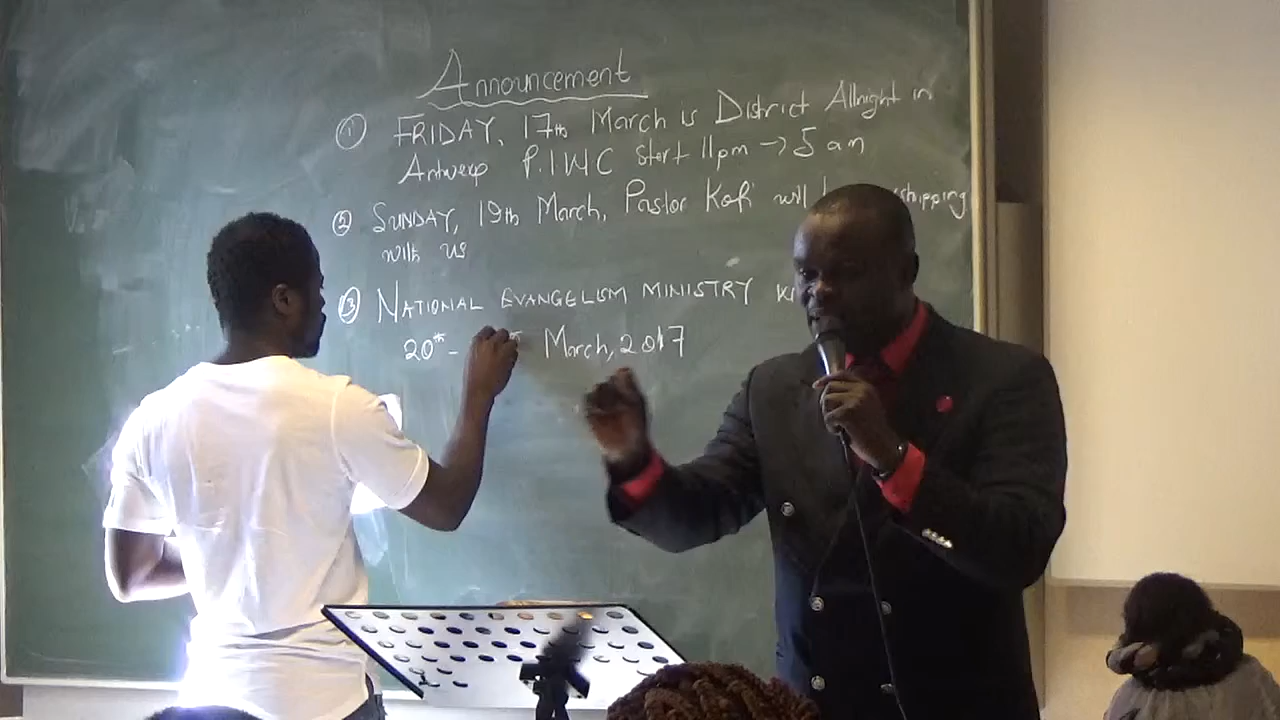 Announcement
① FRIDAY, 17th March is District Allnight in
Antwerp P.I.W.C Start 11pm → 5 am
② SUNDAY, 19th March, Pastor Kofi will
with us
③ NATIONAL EVANGELISM MINISTRY
20th - th March, 2017